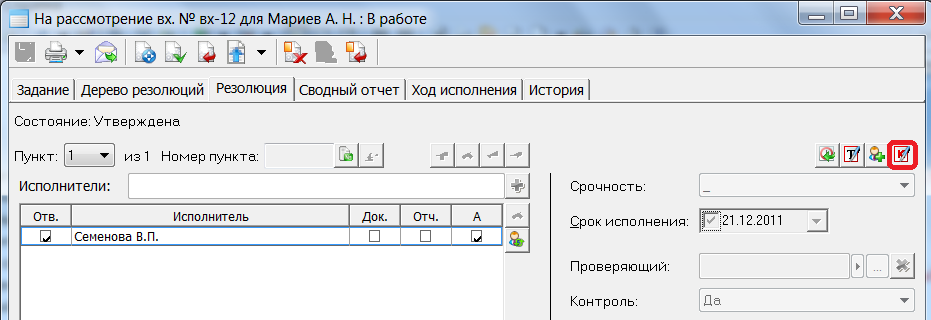 На рассмотрение вх. № вх-12 для Мариев А. Н. : В работе
Задание Дерево резолюций Резолюция Сводный отчет Ход исполнения История
Состояние: Утверждена
Пункт: 1 из 1 Номер пункта:
Исполнители:
Срочность: _
Отв. Исполнитель Док. Отч. А
Срок исполнения: 21.12.2011
Семенова В.П.
Проверяющий: ...
Контроль: Да